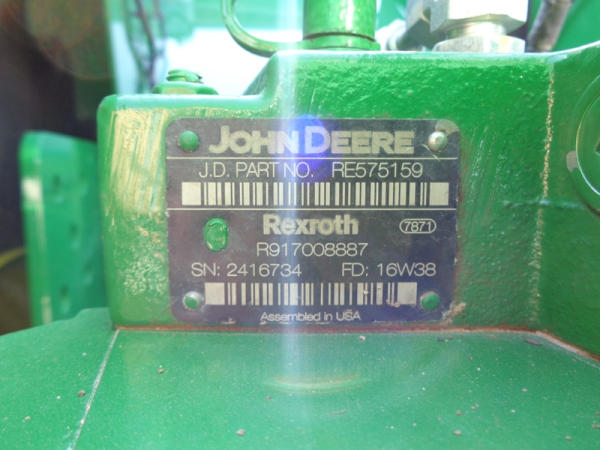 JOHN DEERE
J.D. PART NO. RE575159
Rexroth 7871
R917008887
SN: 2416734 FD: 16W38
Assembled in USA